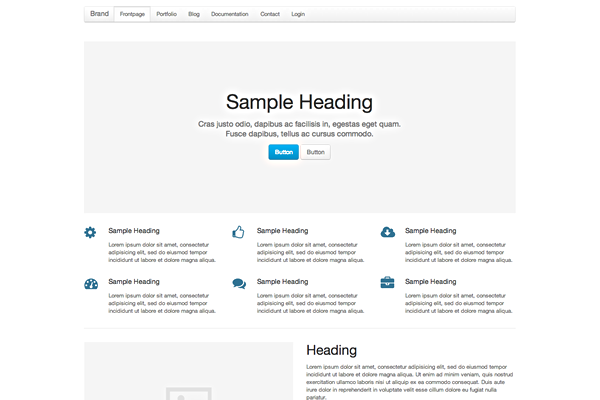 Brand Frontpage Portfolio Blog Documentation Contact Login
Sample Heading
Cras justo odio, dapibus ac facilisis in, egestas eget quam.
Fusce dapibus, tellus ac cursus commodo.
Button Button
Sample Heading
Lorem ipsum dolor sit amet, consectetur
adipisicing elit, sed do eiusmod tempor
incididunt ut labore et dolore magna aliqua.
Sample Heading
Lorem ipsum dolor sit amet, consectetur
adipisicing elit, sed do eiusmod tempor
incididunt ut labore et dolore magna aliqua.
Sample Heading
Lorem ipsum dolor sit amet, consectetur
adipisicing elit, sed do eiusmod tempor
incididunt ut labore et dolore magna aliqua.
Sample Heading
Lorem ipsum dolor sit amet, consectetur
adipisicing elit, sed do eiusmod tempor
incididunt ut labore et dolore magna aliqua.
Sample Heading
Lorem ipsum dolor sit amet, consectetur
adipisicing elit, sed do eiusmod tempor
incididunt ut labore et dolore magna aliqua.
Sample Heading
Lorem ipsum dolor sit amet, consectetur
adipisicing elit, sed do eiusmod tempor
incididunt ut labore et dolore magna aliqua.
Heading
Lorem ipsum dolor sit amet, consectetur adipisicing elit, sed do eiusmod tempor
incididunt ut labore et dolore magna aliqua. Ut enim ad minim veniam, quis nostrud
exercitation ullamco laboris nisi ut aliquip ex ea commodo consequat. Duis aute
irure dolor in reprehenderit in voluptate velit esse cillum dolore eu fugiat nulla
pariatur.